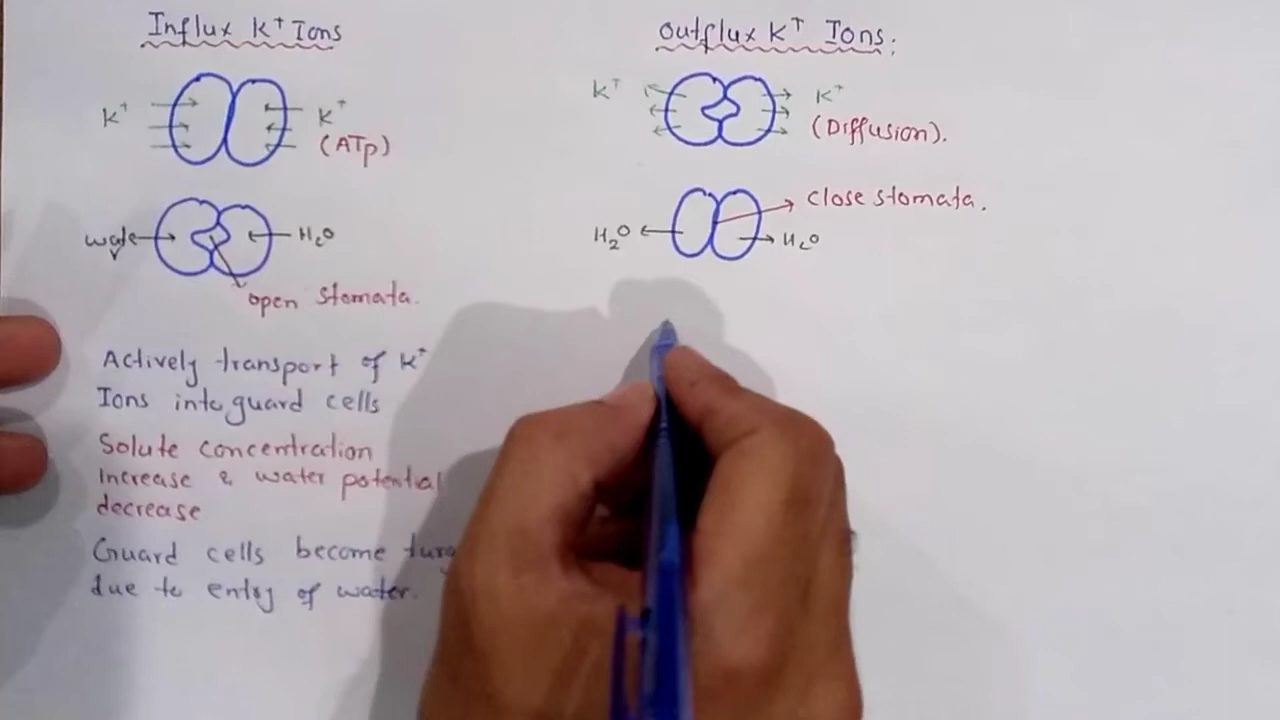 Influx K⁺ Ions
K⁺
K⁺
(ATP)
H₂O
open stomata.
Actively transport of K⁺
Ions into guard cells
Solute concentration
Increase & water potential
decrease
Guard cells become
due to entry of water.
outflux K⁺ Ions:
K⁺
K⁺
(Diffusion).
close stomata.
H₂O
H₂O